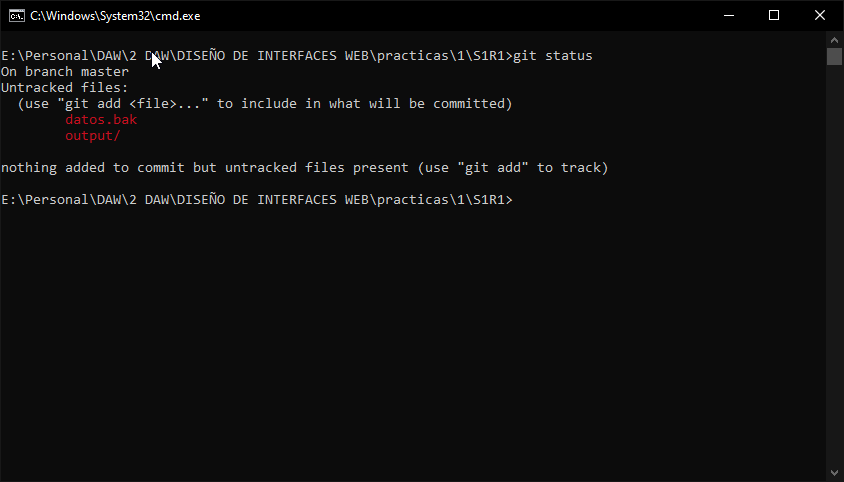 C:\Windows\System32\cmd.exe
E:\Personal\DAW\2 DAW\DISEÑO DE INTERFACES WEB\practicas\1\S1R1>git status
On branch master
Untracked files:
  (use "git add <file>..." to include in what will be committed)
        datos.bak
        output/
nothing added to commit but untracked files present (use "git add" to track)
E:\Personal\DAW\2 DAW\DISEÑO DE INTERFACES WEB\practicas\1\S1R1>